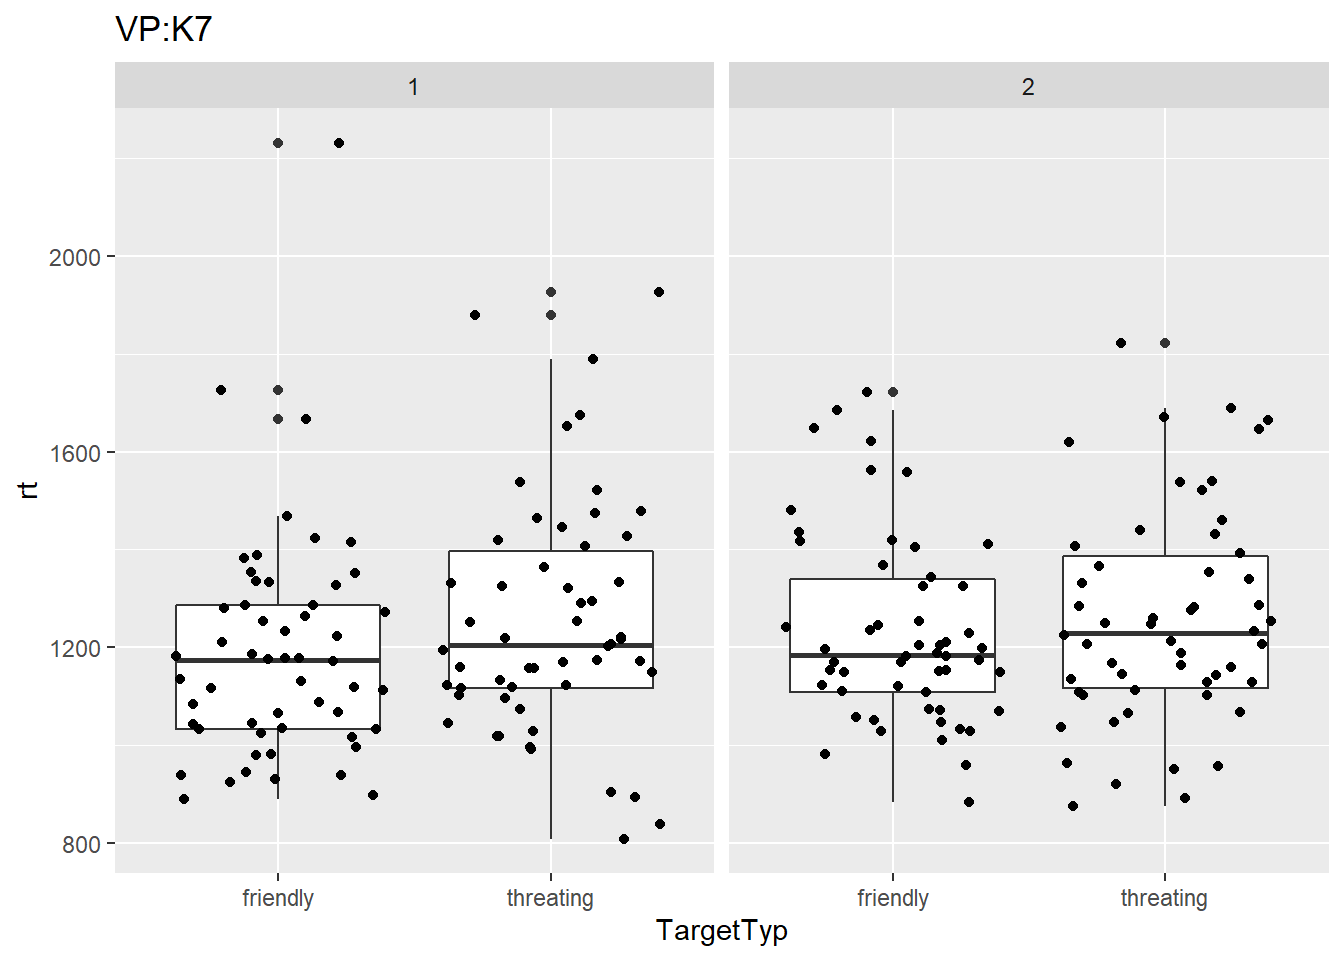 VP:K7
1 2
2000
1600
1200
800
rt
friendly threating friendly threating
TargetTyp